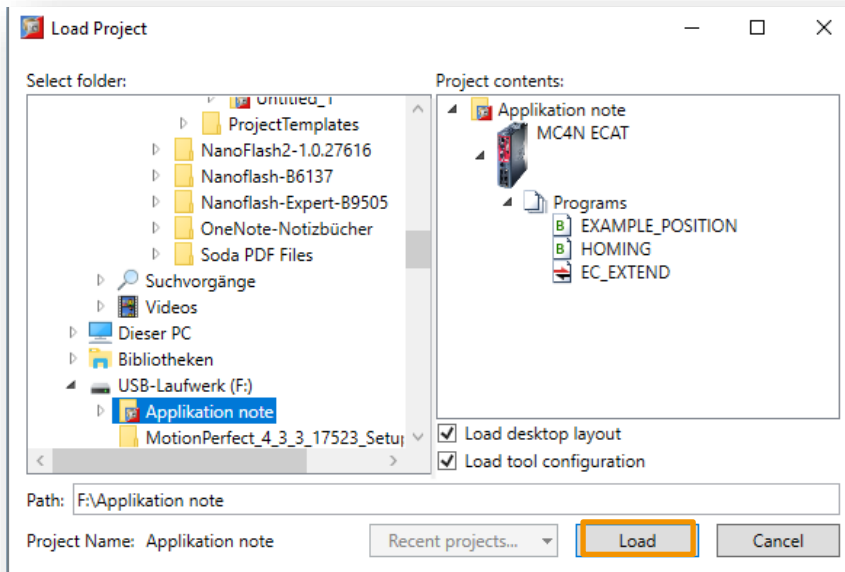 Load Project
Select folder:
Untitled_1
ProjectTemplates
NanoFlash2-1.0.27616
Nanoflash-B6137
Nanoflash-Expert-B9505
OneNote-Notizbücher
Soda PDF Files
Suchvorgänge
Videos
Dieser PC
Bibliotheken
USB-Laufwerk (F:)
Applikation note
MotionPerfect_4_3_3_17523_Setu
Project contents:
Applikation note
MC4N ECAT
Programs
EXAMPLE_POSITION
HOMING
EC_EXTEND
Load desktop layout
Load tool configuration
Path: F:\Applikation note
Project Name: Applikation note
Recent projects...
Load
Cancel